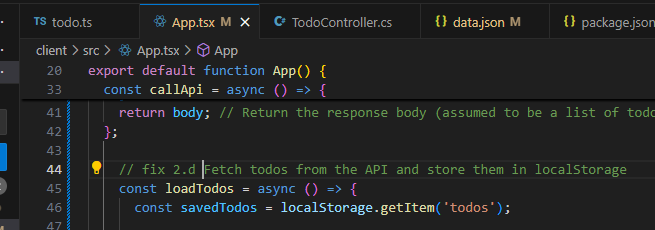 todo.ts
App.tsx M
TodoController.cs
data.json M
package.json
client > src > App.tsx > App
20 export default function App() {
33 const callApi = async () => {
41 return body; // Return the response body (assumed to be a list of todo
42 };
43
44 // fix 2.d Fetch todos from the API and store them in localStorage
45 const loadTodos = async () => {
46 const savedTodos = localStorage.getItem('todos');